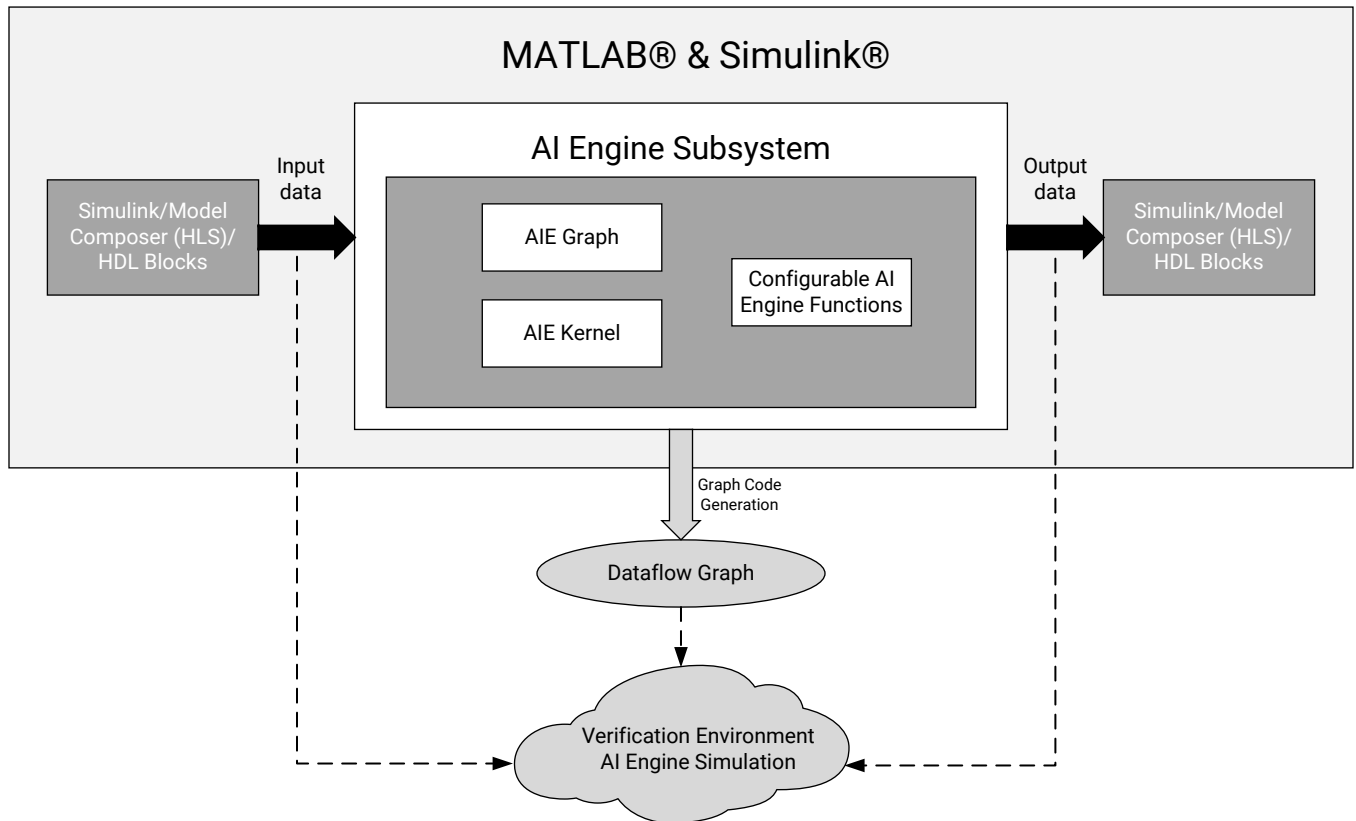 MATLAB® & Simulink®
AI Engine Subsystem
Input
data
Output
data
Simulink/Model
Composer (HLS)/
HDL Blocks
AIE Graph
AIE Kernel
Configurable AI
Engine Functions
Simulink/Model
Composer (HLS)/
HDL Blocks
Graph Code
Generation
Dataflow Graph
Verification Environment
AI Engine Simulation